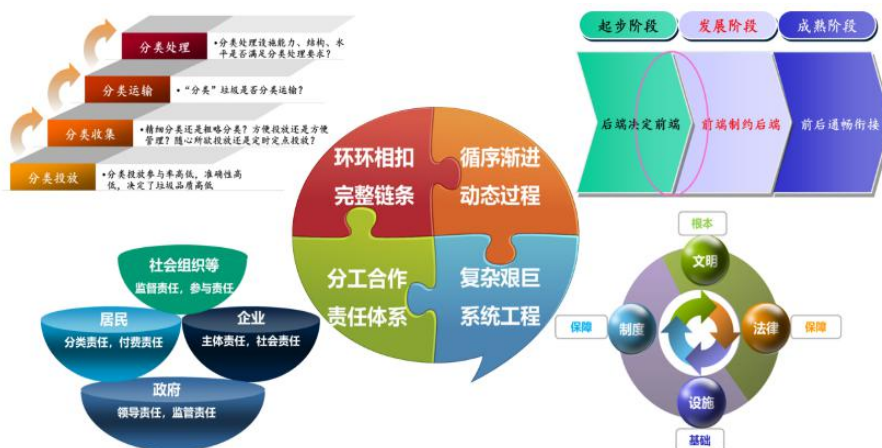 分类处理
•分类处理设施能力、结构、水
平是否满足分类处理要求?
分类运输
•“分类”垃圾是否分类运输?
分类收集
•精细分类还是粗略分类?方便投放还是方便
管理?随心所欲投放还是定时定点投放?
分类投放
•分类投放参与率高低,准确性高
低,决定了垃圾品质高低
起步阶段
发展阶段
成熟阶段
后端决定前端
前端制约后端
前后通畅衔接
环环相扣
完整链条
循序渐进
动态过程
分工合作
责任体系
复杂艰巨
系统工程
社会组织等
监督责任,参与责任
居民
分类责任,付费责任
企业
主体责任,社会责任
政府
领导责任,监管责任
根本
文明
保障
制度
法律
保障
设施
基础